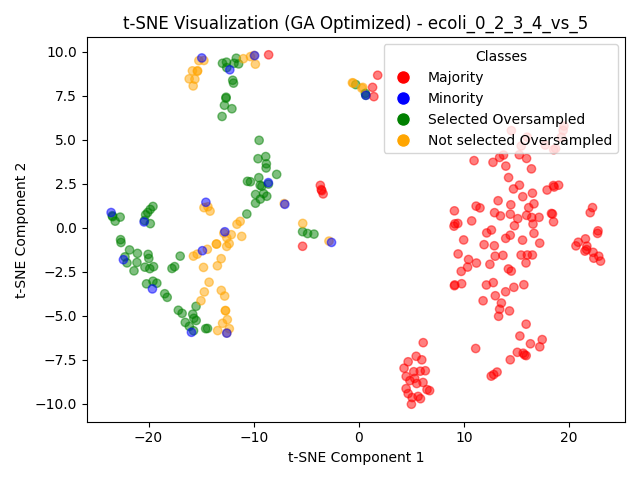 t-SNE Visualization (GA Optimized) - ecoli_0_2_3_4_vs_5
10.0
7.5
5.0
2.5
0.0
−2.5
−5.0
−7.5
−10.0
t-SNE Component 2
Classes
Majority
Minority
Selected Oversampled
Not selected Oversampled
−20
−10
0
10
20
t-SNE Component 1